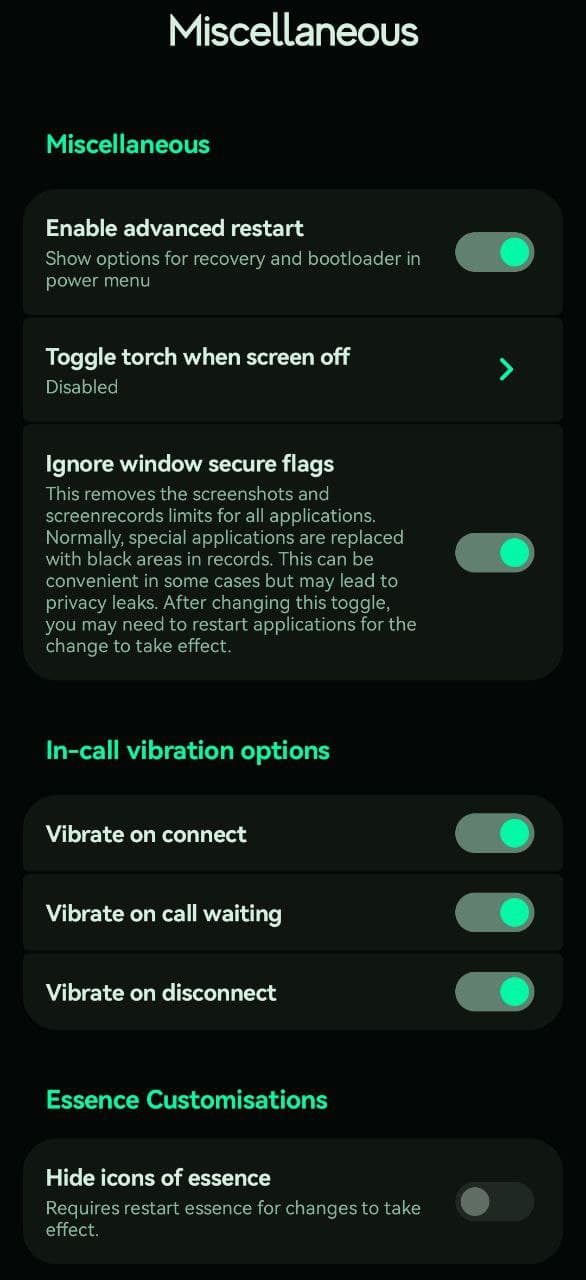 Miscellaneous
Miscellaneous
Enable advanced restart
Show options for recovery and bootloader in
power menu
Toggle torch when screen off
Disabled
Ignore window secure flags
This removes the screenshots and
screenrecords limits for all applications.
Normally, special applications are replaced
with black areas in records. This can be
convenient in some cases but may lead to
privacy leaks. After changing this toggle,
you may need to restart applications for the
change to take effect.
In-call vibration options
Vibrate on connect
Vibrate on call waiting
Vibrate on disconnect
Essence Customisations
Hide icons of essence
Requires restart essence for changes to take
effect.